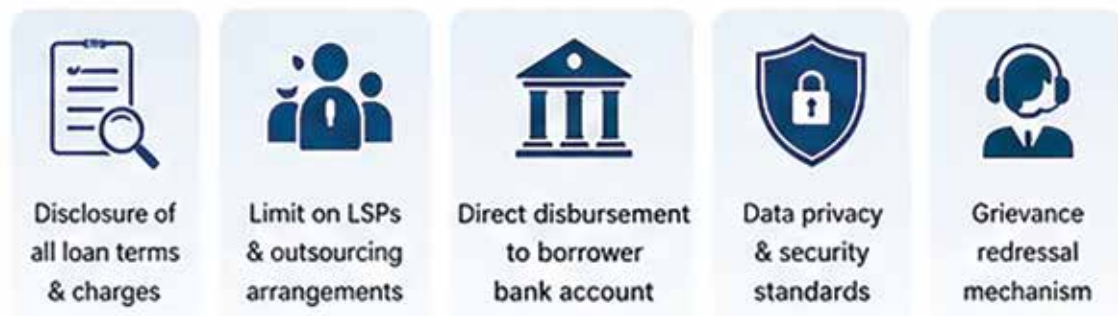 Disclosure of
all loan terms
& charges
Limit on LSPs
& outsourcing
arrangements
Direct disbursement
to borrower
bank account
Data privacy
& security
standards
Grievance
redressal
mechanism